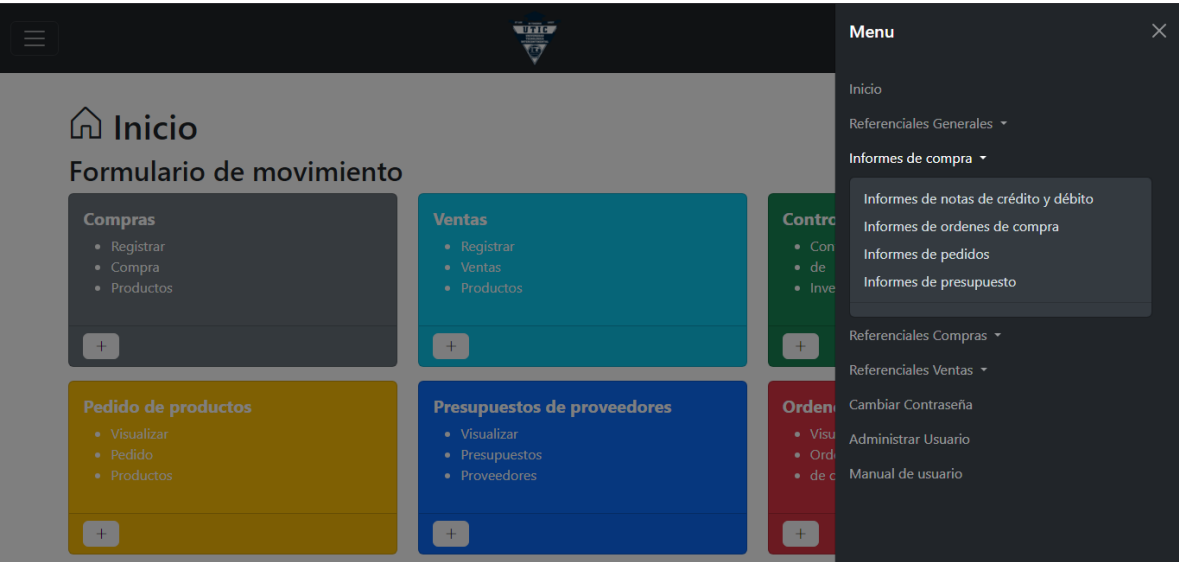 UTIC
Menu
Inicio
Referenciales Generales
Informes de compra
Informes de notas de crédito y débito
Informes de ordenes de compra
Informes de pedidos
Informes de presupuesto
Referenciales Compras
Referenciales Ventas
Cambiar Contraseña
Administrar Usuario
Manual de usuario
Inicio
Formulario de movimiento
Compras
Registrar
Compra
Productos
+
Ventas
Registrar
Ventas
Productos
+
Contro
Con
de
Inve
+
Pedido de productos
Visualizar
Pedido
Productos
+
Presupuestos de proveedores
Visualizar
Presupuestos
Proveedores
+
Orden
Visu
Ord
de c
+